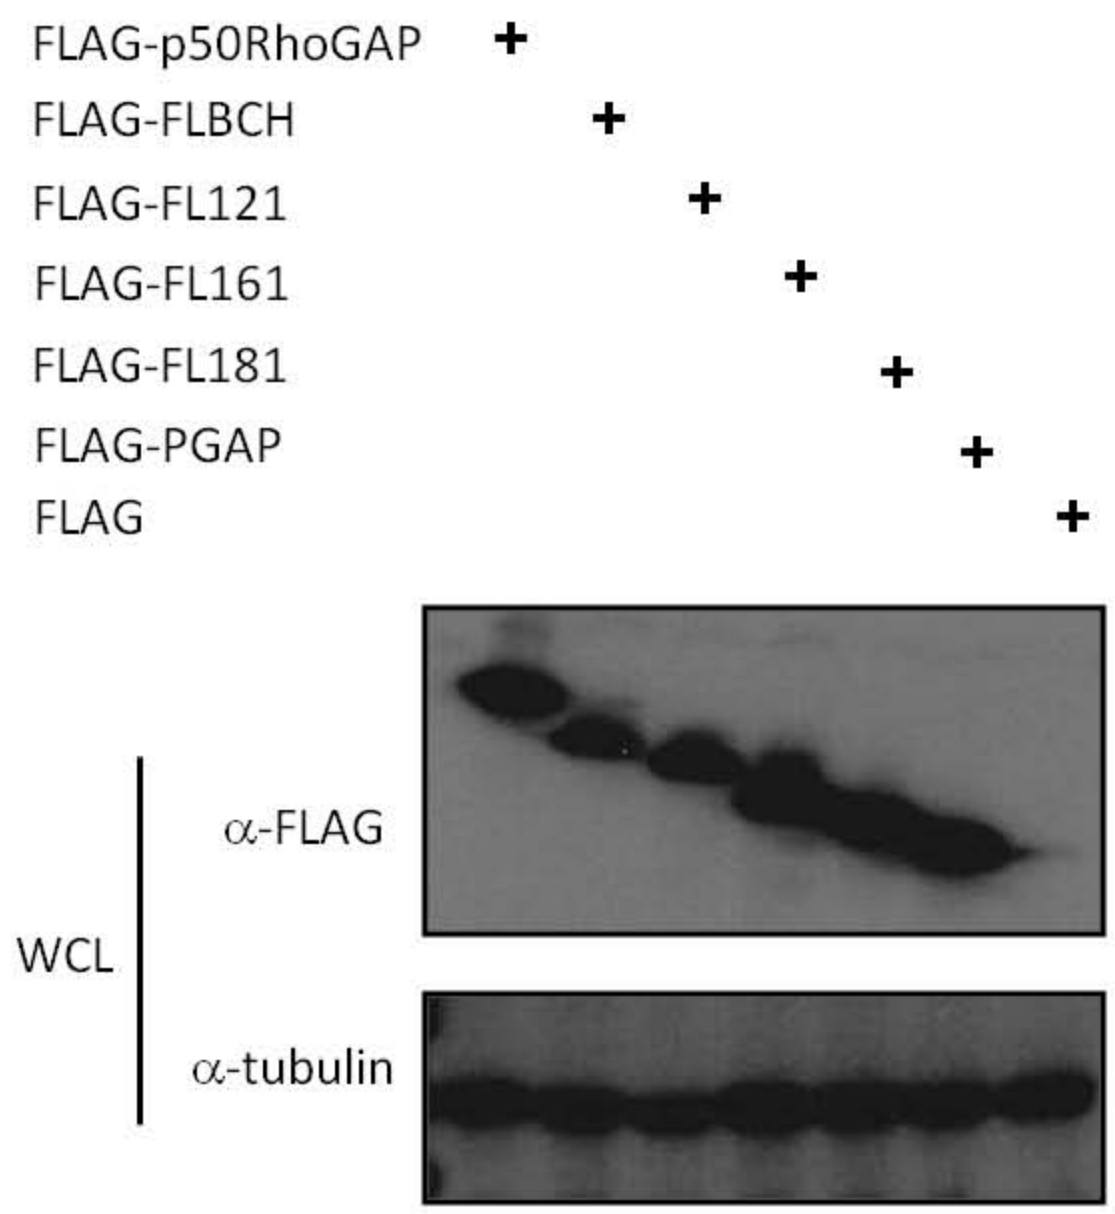 FLAG-p50RhoGAP +
FLAG-FLBCH +
FLAG-FL121 +
FLAG-FL161 +
FLAG-FL181 +
FLAG-PGAP +
FLAG +
α-FLAG
WCL
α-tubulin